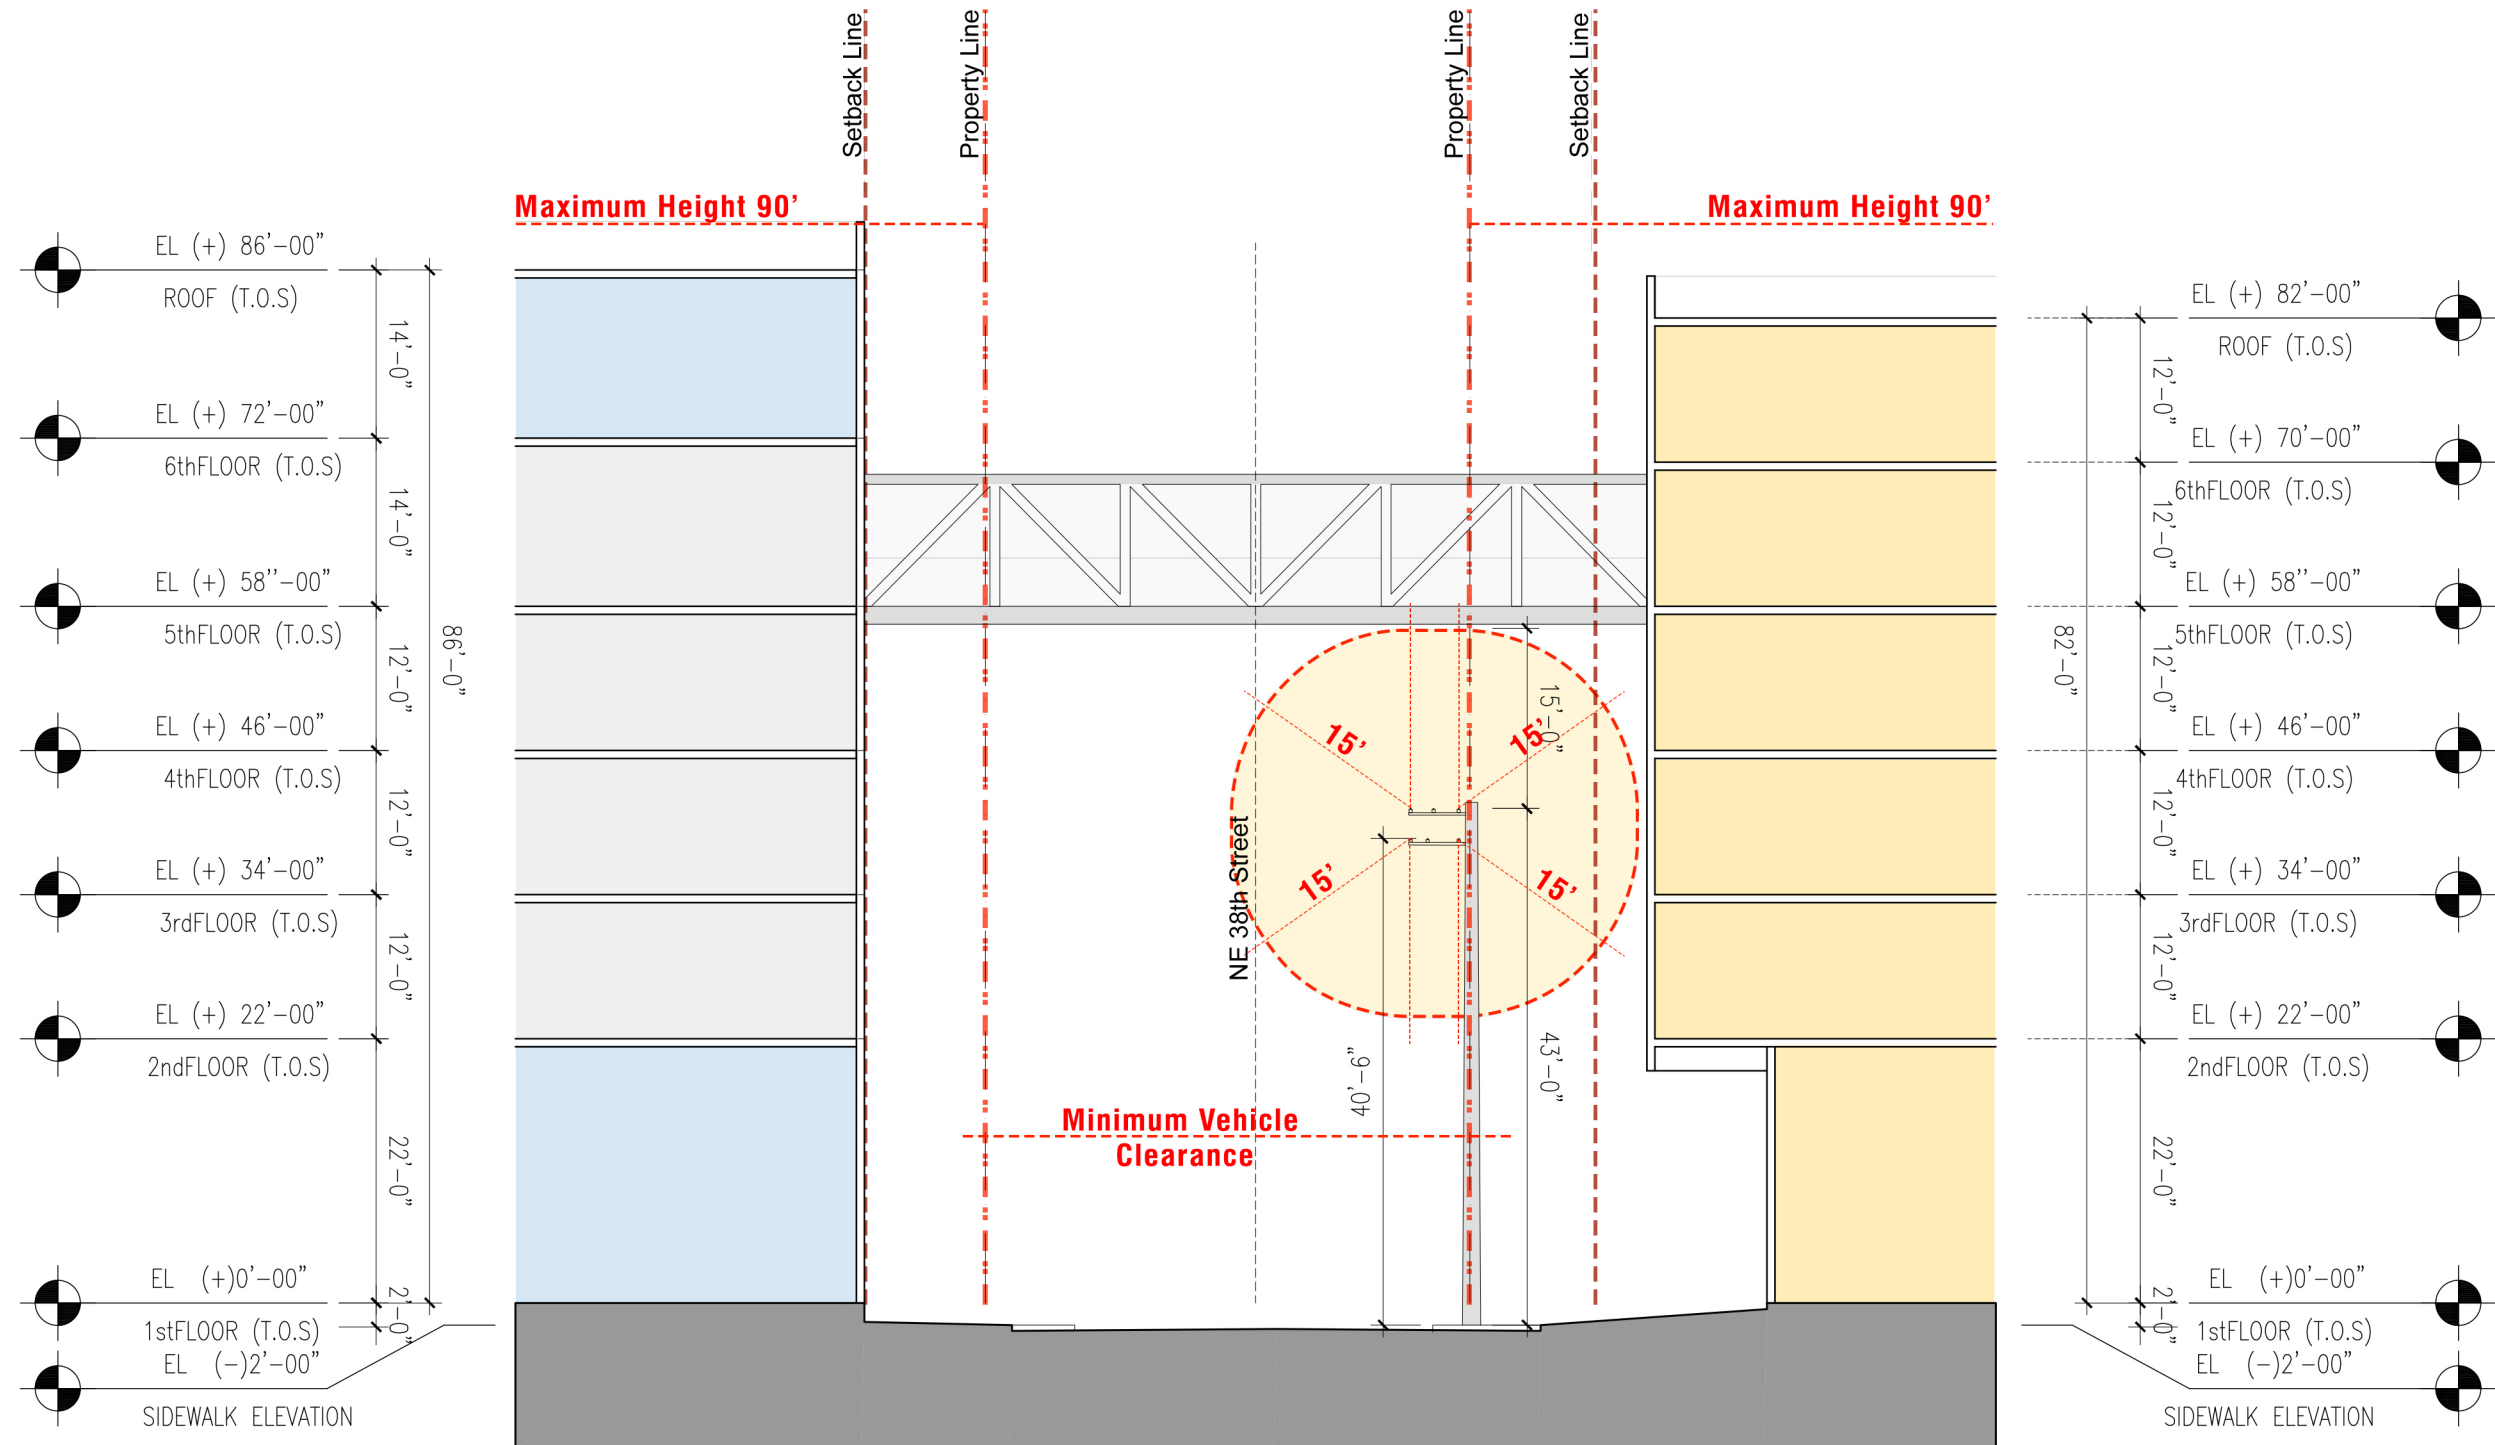 Setback Line
Property Line
Property Line
Setback Line
Maximum Height 90'
Maximum Height 90'
EL (+) 86'-00"
ROOF (T.O.S)
14'-0"
EL (+) 72'-00"
6thFLOOR (T.O.S)
14'-0"
EL (+) 58''-00"
5thFLOOR (T.O.S)
12'-0"
86'-0"
EL (+) 46'-00"
4thFLOOR (T.O.S)
12'-0"
EL (+) 34'-00"
3rdFLOOR (T.O.S)
12'-0"
EL (+) 22'-00"
2ndFLOOR (T.O.S)
22'-0"
EL (+)0'-00"
1stFLOOR (T.O.S)
2'-0"
EL (-)2'-00"
SIDEWALK ELEVATION
15'
15'
15'-0"
15'
15'
NE 38th Street
40'-6"
43'-0"
Minimum Vehicle
Clearance
EL (+) 82'-00"
ROOF (T.O.S)
12'-0"
EL (+) 70'-00"
6thFLOOR (T.O.S)
12'-0"
EL (+) 58''-00"
5thFLOOR (T.O.S)
12'-0"
82'-0"
EL (+) 46'-00"
4thFLOOR (T.O.S)
12'-0"
EL (+) 34'-00"
3rdFLOOR (T.O.S)
12'-0"
EL (+) 22'-00"
2ndFLOOR (T.O.S)
22'-0"
EL (+)0'-00"
1stFLOOR (T.O.S)
2'-0"
EL (-)2'-00"
SIDEWALK ELEVATION